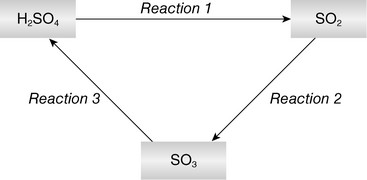 Reaction 1
H₂SO₄
SO₂
Reaction 3
Reaction 2
SO₃